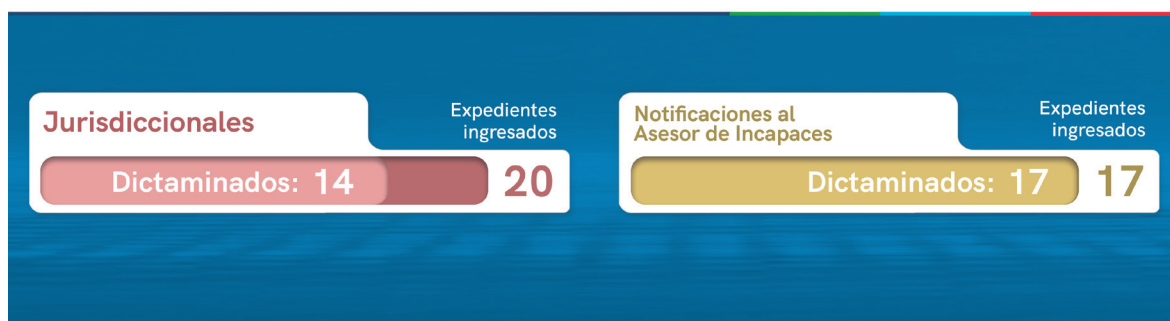 Jurisdiccionales
Expedientes
ingresados
Dictaminados: 14
20
Notificaciones al
Asesor de Incapaces
Expedientes
ingresados
Dictaminados: 17
17